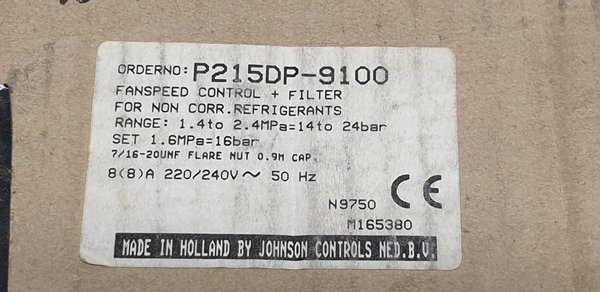 ORDERNO: P215DP-9100
FANSPEED CONTROL + FILTER
FOR NON CORR.REFRIGERANTS
RANGE: 1.4to 2.4MPa=14to 24bar
SET 1.6MPa=16bar
7/16-20UNF FLARE NUT 0.9M CAP.
8(8)A 220/240V~ 50 Hz
CE
N9750
M165380
MADE IN HOLLAND BY JOHNSON CONTROLS NED.B.V.